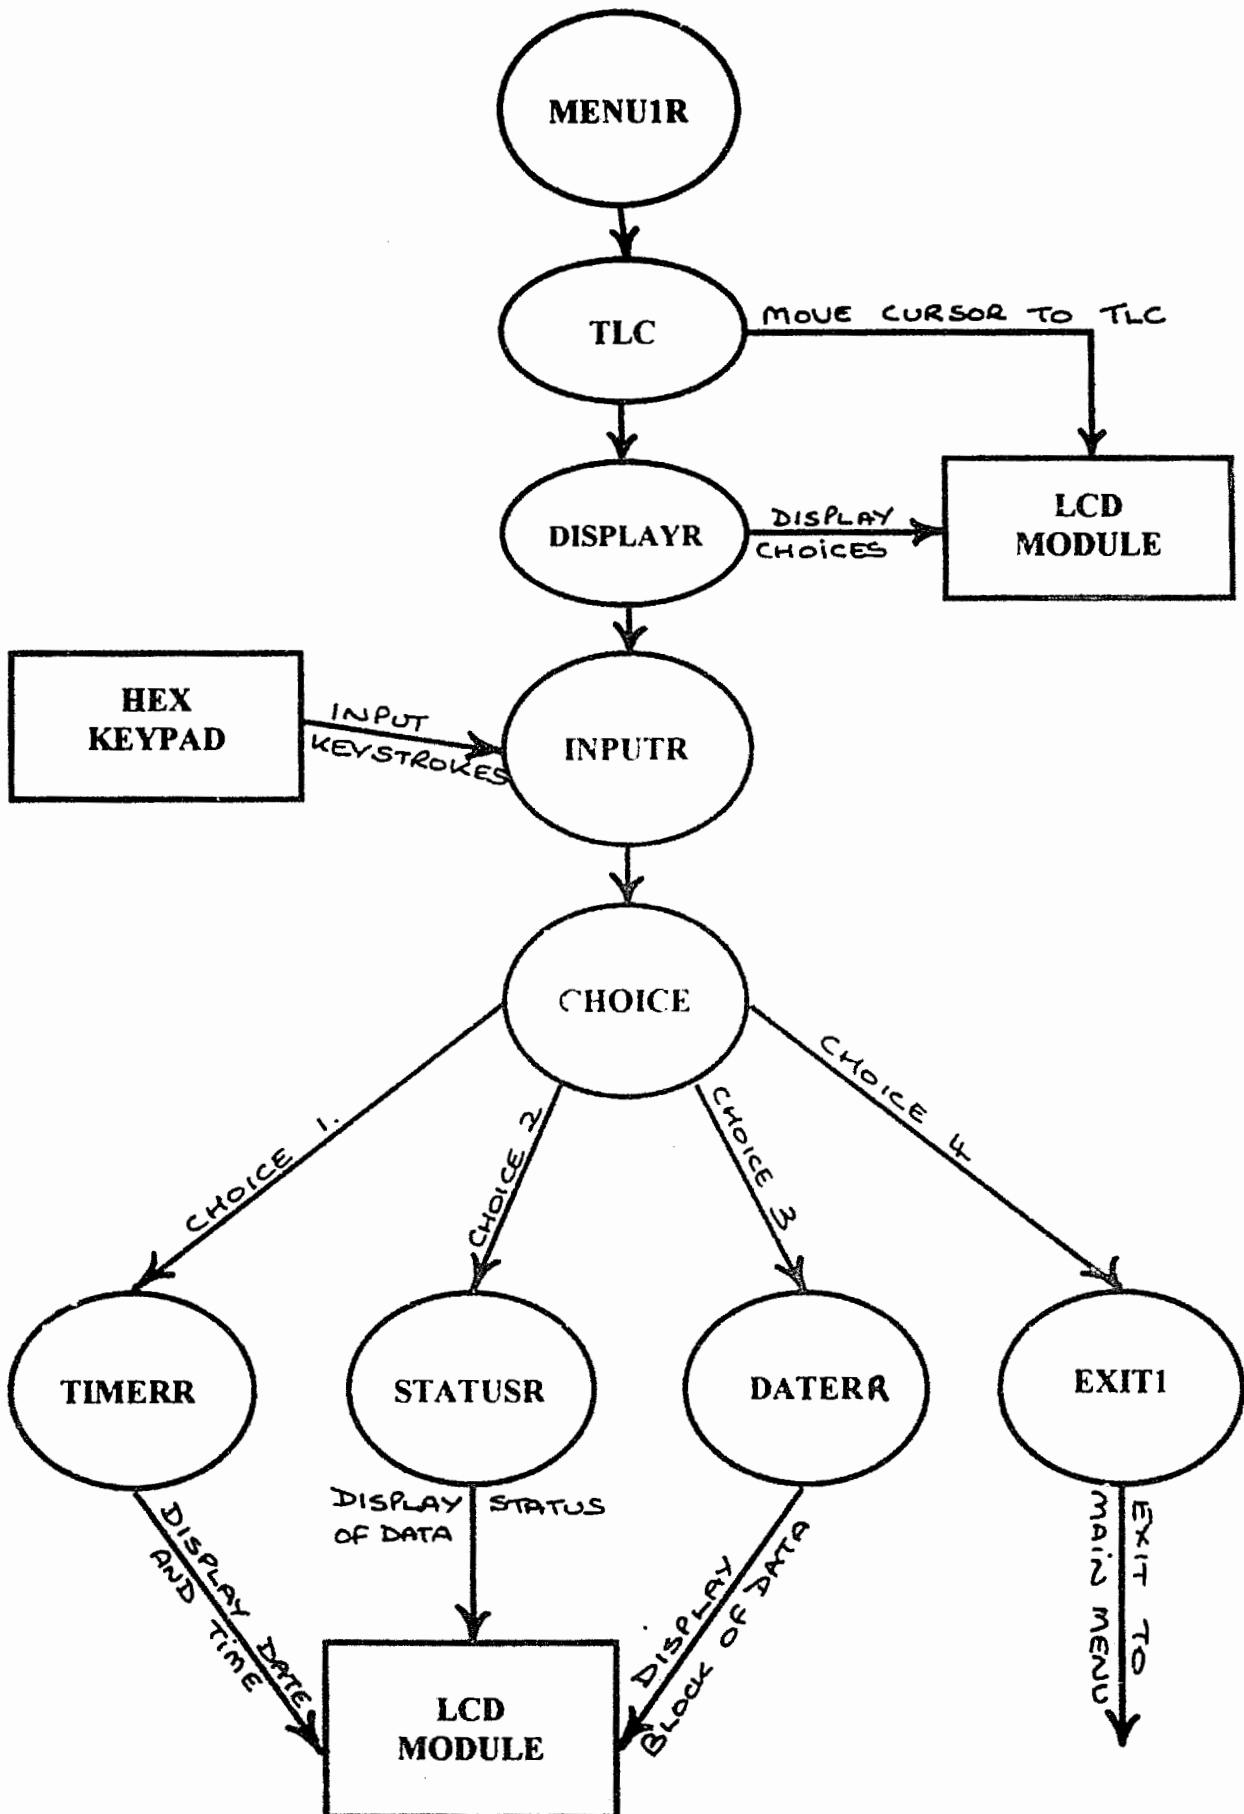 MENU1R
TLC
MOVE CURSOR TO TLC
LCD
MODULE
DISPLAYR
DISPLAY
CHOICES
HEX
KEYPAD
INPUT
KEYSTROKES
INPUTR
CHOICE
CHOICE 1.
CHOICE 2
CHOICE 3
CHOICE 4
TIMERR
STATUSR
DATERR
EXIT1
DISPLAY DATE
AND TIME
DISPLAY STATUS
OF DATA
DISPLAY
BLOCK OF DATA
EXIT TO
MAIN MENU
LCD
MODULE